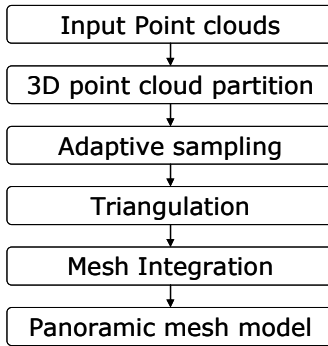 Input Point clouds
3D point cloud partition
Adaptive sampling
Triangulation
Mesh Integration
Panoramic mesh model